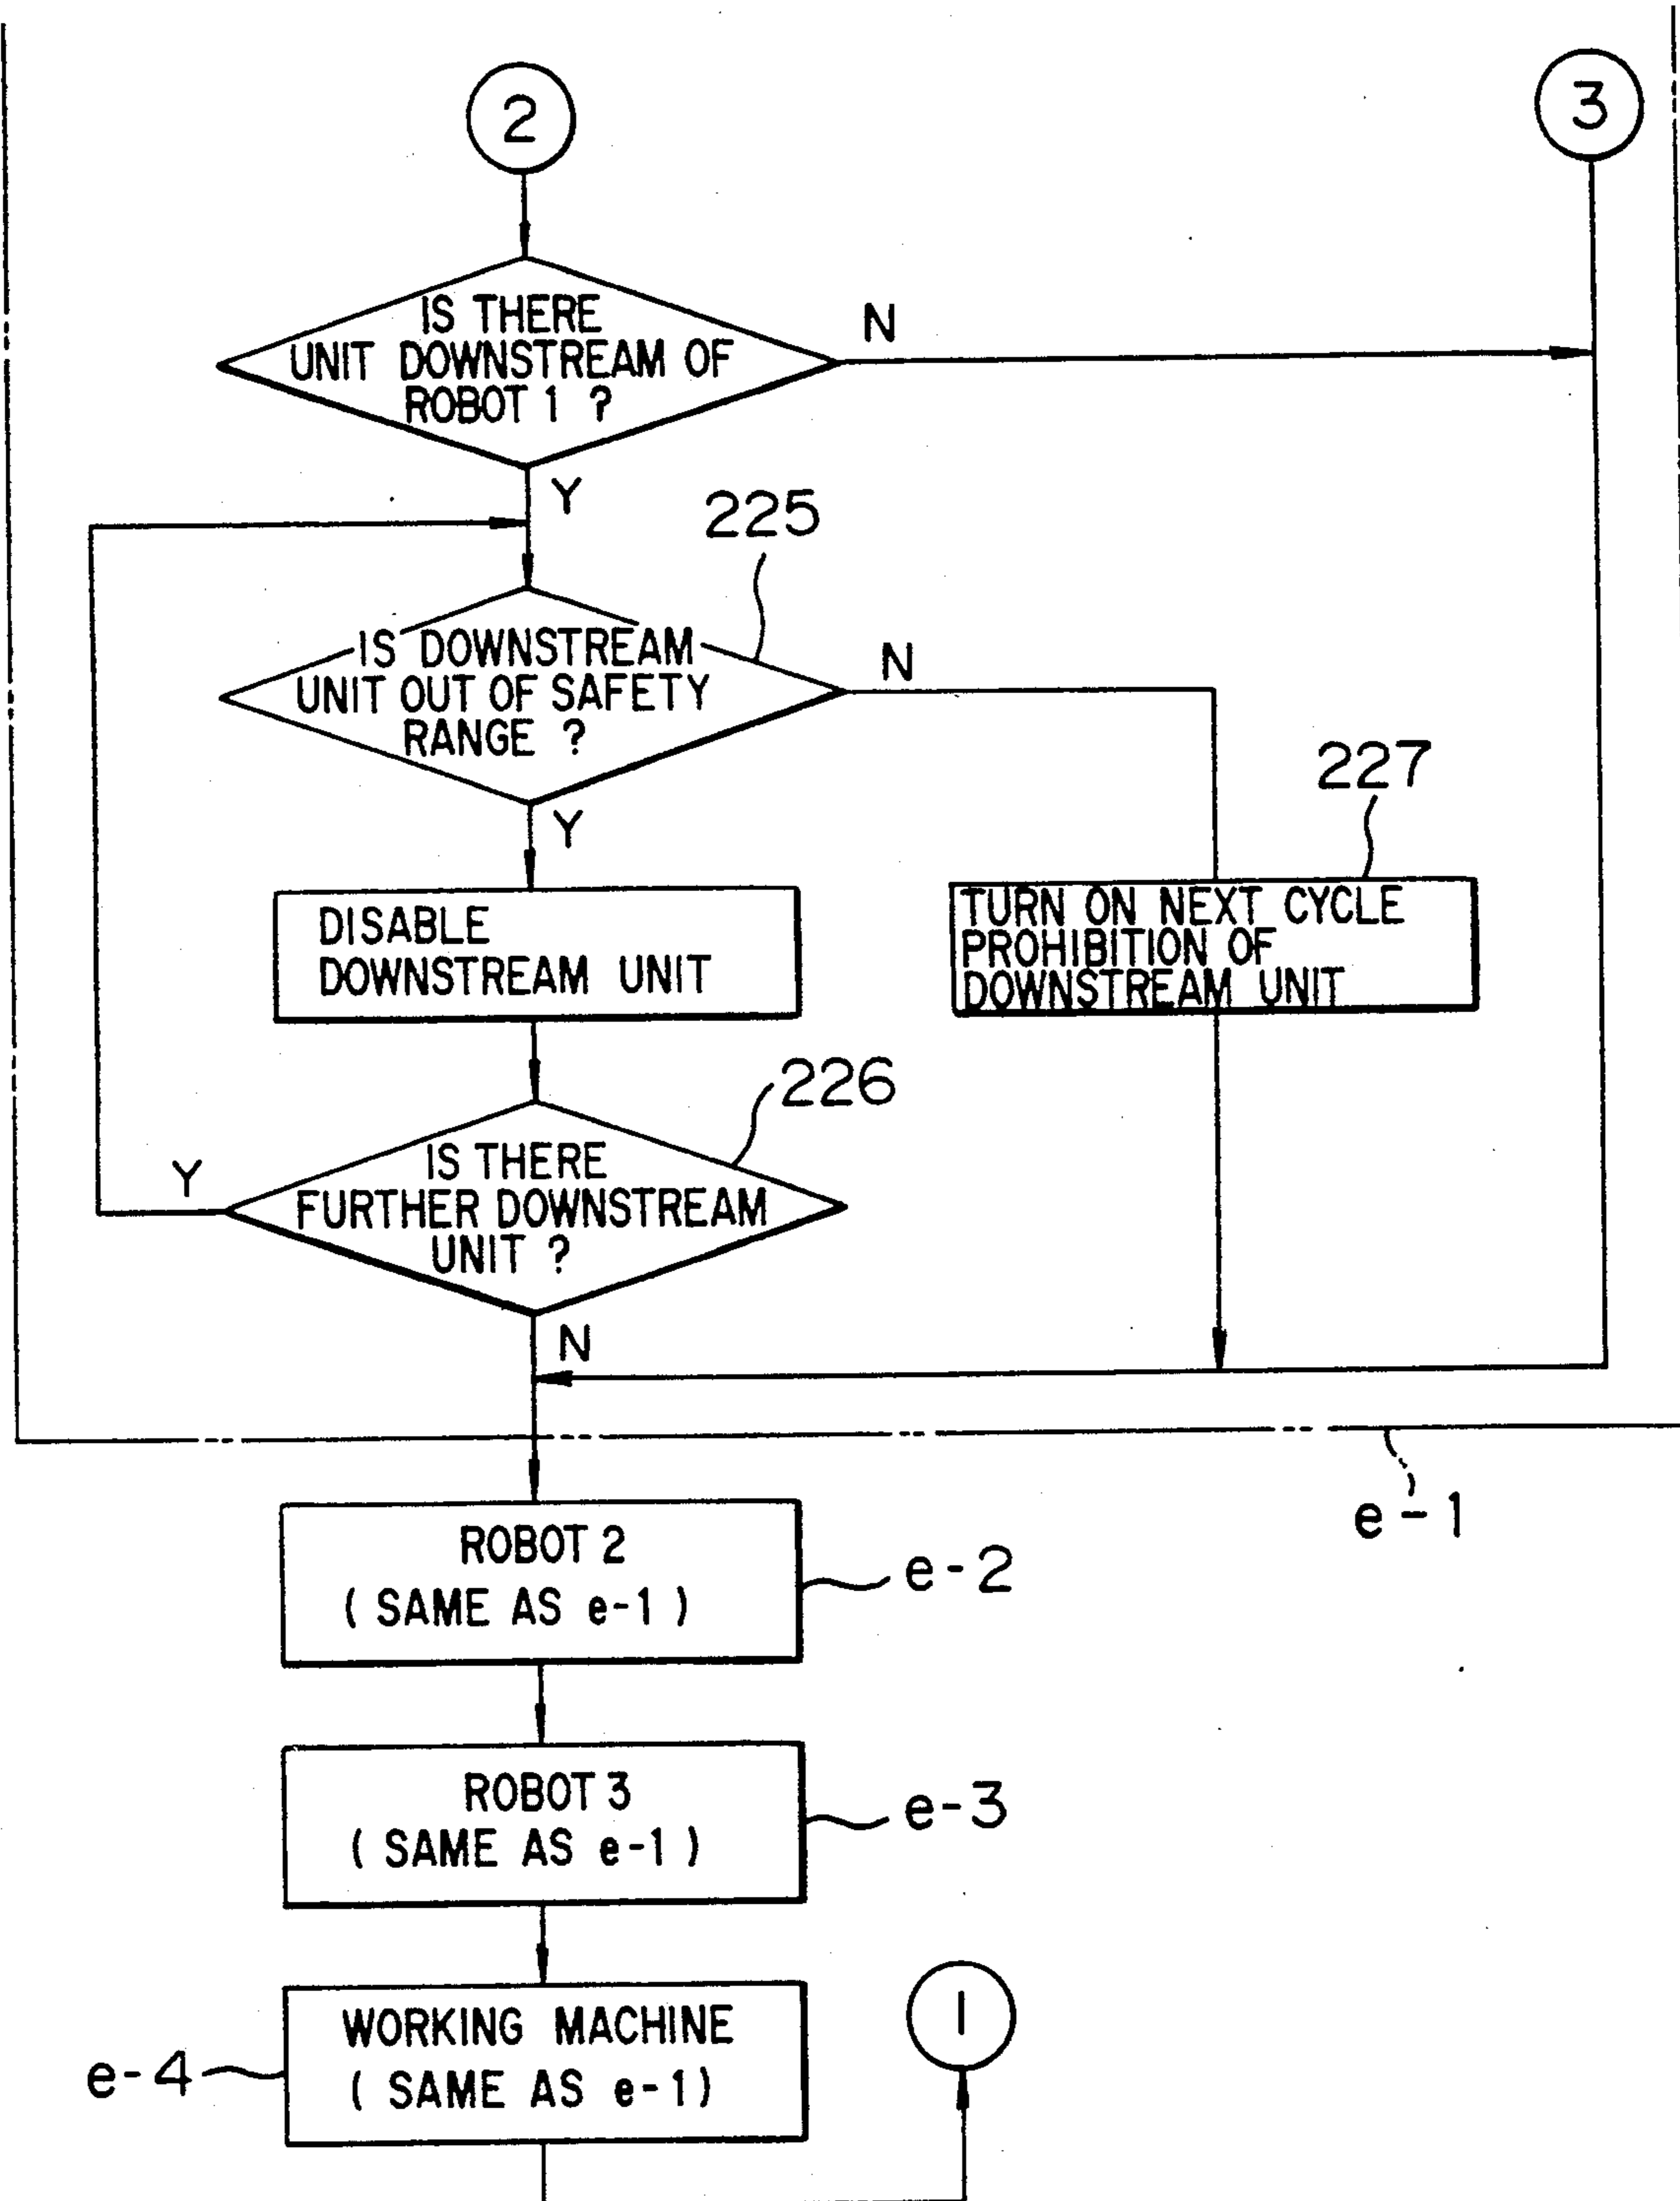 2
3
IS THERE
UNIT DOWNSTREAM OF
ROBOT 1 ?
N
Y
225
IS DOWNSTREAM
UNIT OUT OF SAFETY
RANGE ?
N
Y
227
DISABLE
DOWNSTREAM UNIT
TURN ON NEXT CYCLE
PROHIBITION OF
DOWNSTREAM UNIT
226
IS THERE
FURTHER DOWNSTREAM
UNIT ?
Y
N
e-1
ROBOT 2
( SAME AS e-1 )
e-2
ROBOT 3
( SAME AS e-1 )
e-3
WORKING MACHINE
( SAME AS e-1)
e-4
1